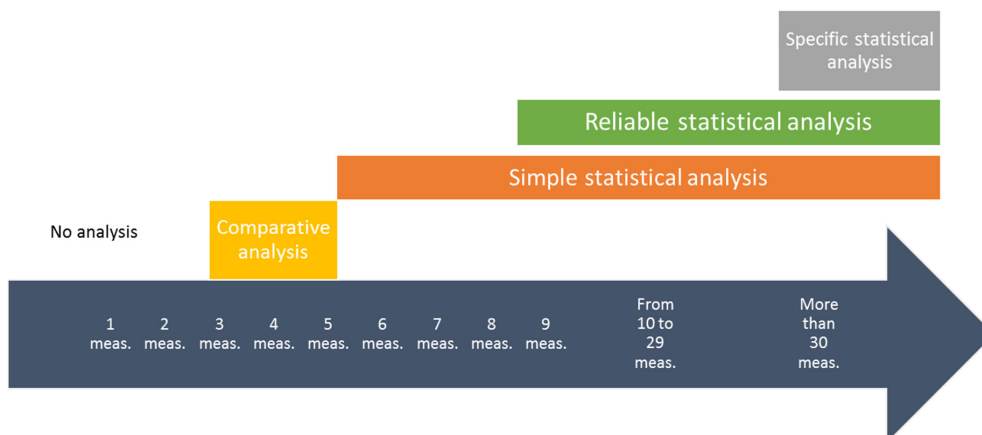 Specific statistical
analysis
Reliable statistical analysis
Simple statistical analysis
No analysis
Comparative
analysis
1
meas.
2
meas.
3
meas.
4
meas.
5
meas.
6
meas.
7
meas.
8
meas.
9
meas.
From
10 to
29
meas.
More
than
30
meas.